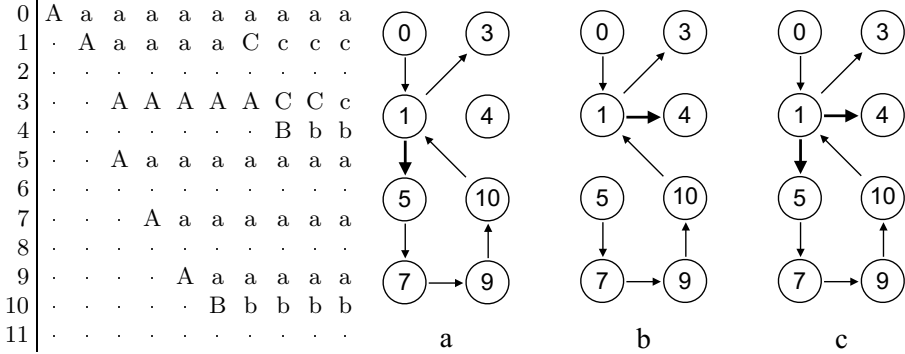 0 A a a a a a a a a a
1 · A a a a a C c c c
2 · · · · · · · · · ·
3 · · A A A A A C C c
4 · · · · · · · B b b
5 · · A a a a a a a a
6 · · · · · · · · · ·
7 · · · A a a a a a a
8 · · · · · · · · · ·
9 · · · · A a a a a a
10 · · · · · B b b b b
11 · · · · · · · · · ·
0 3
1 4
5 10
7 9
a
0 3
1 4
5 10
7 9
b
0 3
1 4
5 10
7 9
c